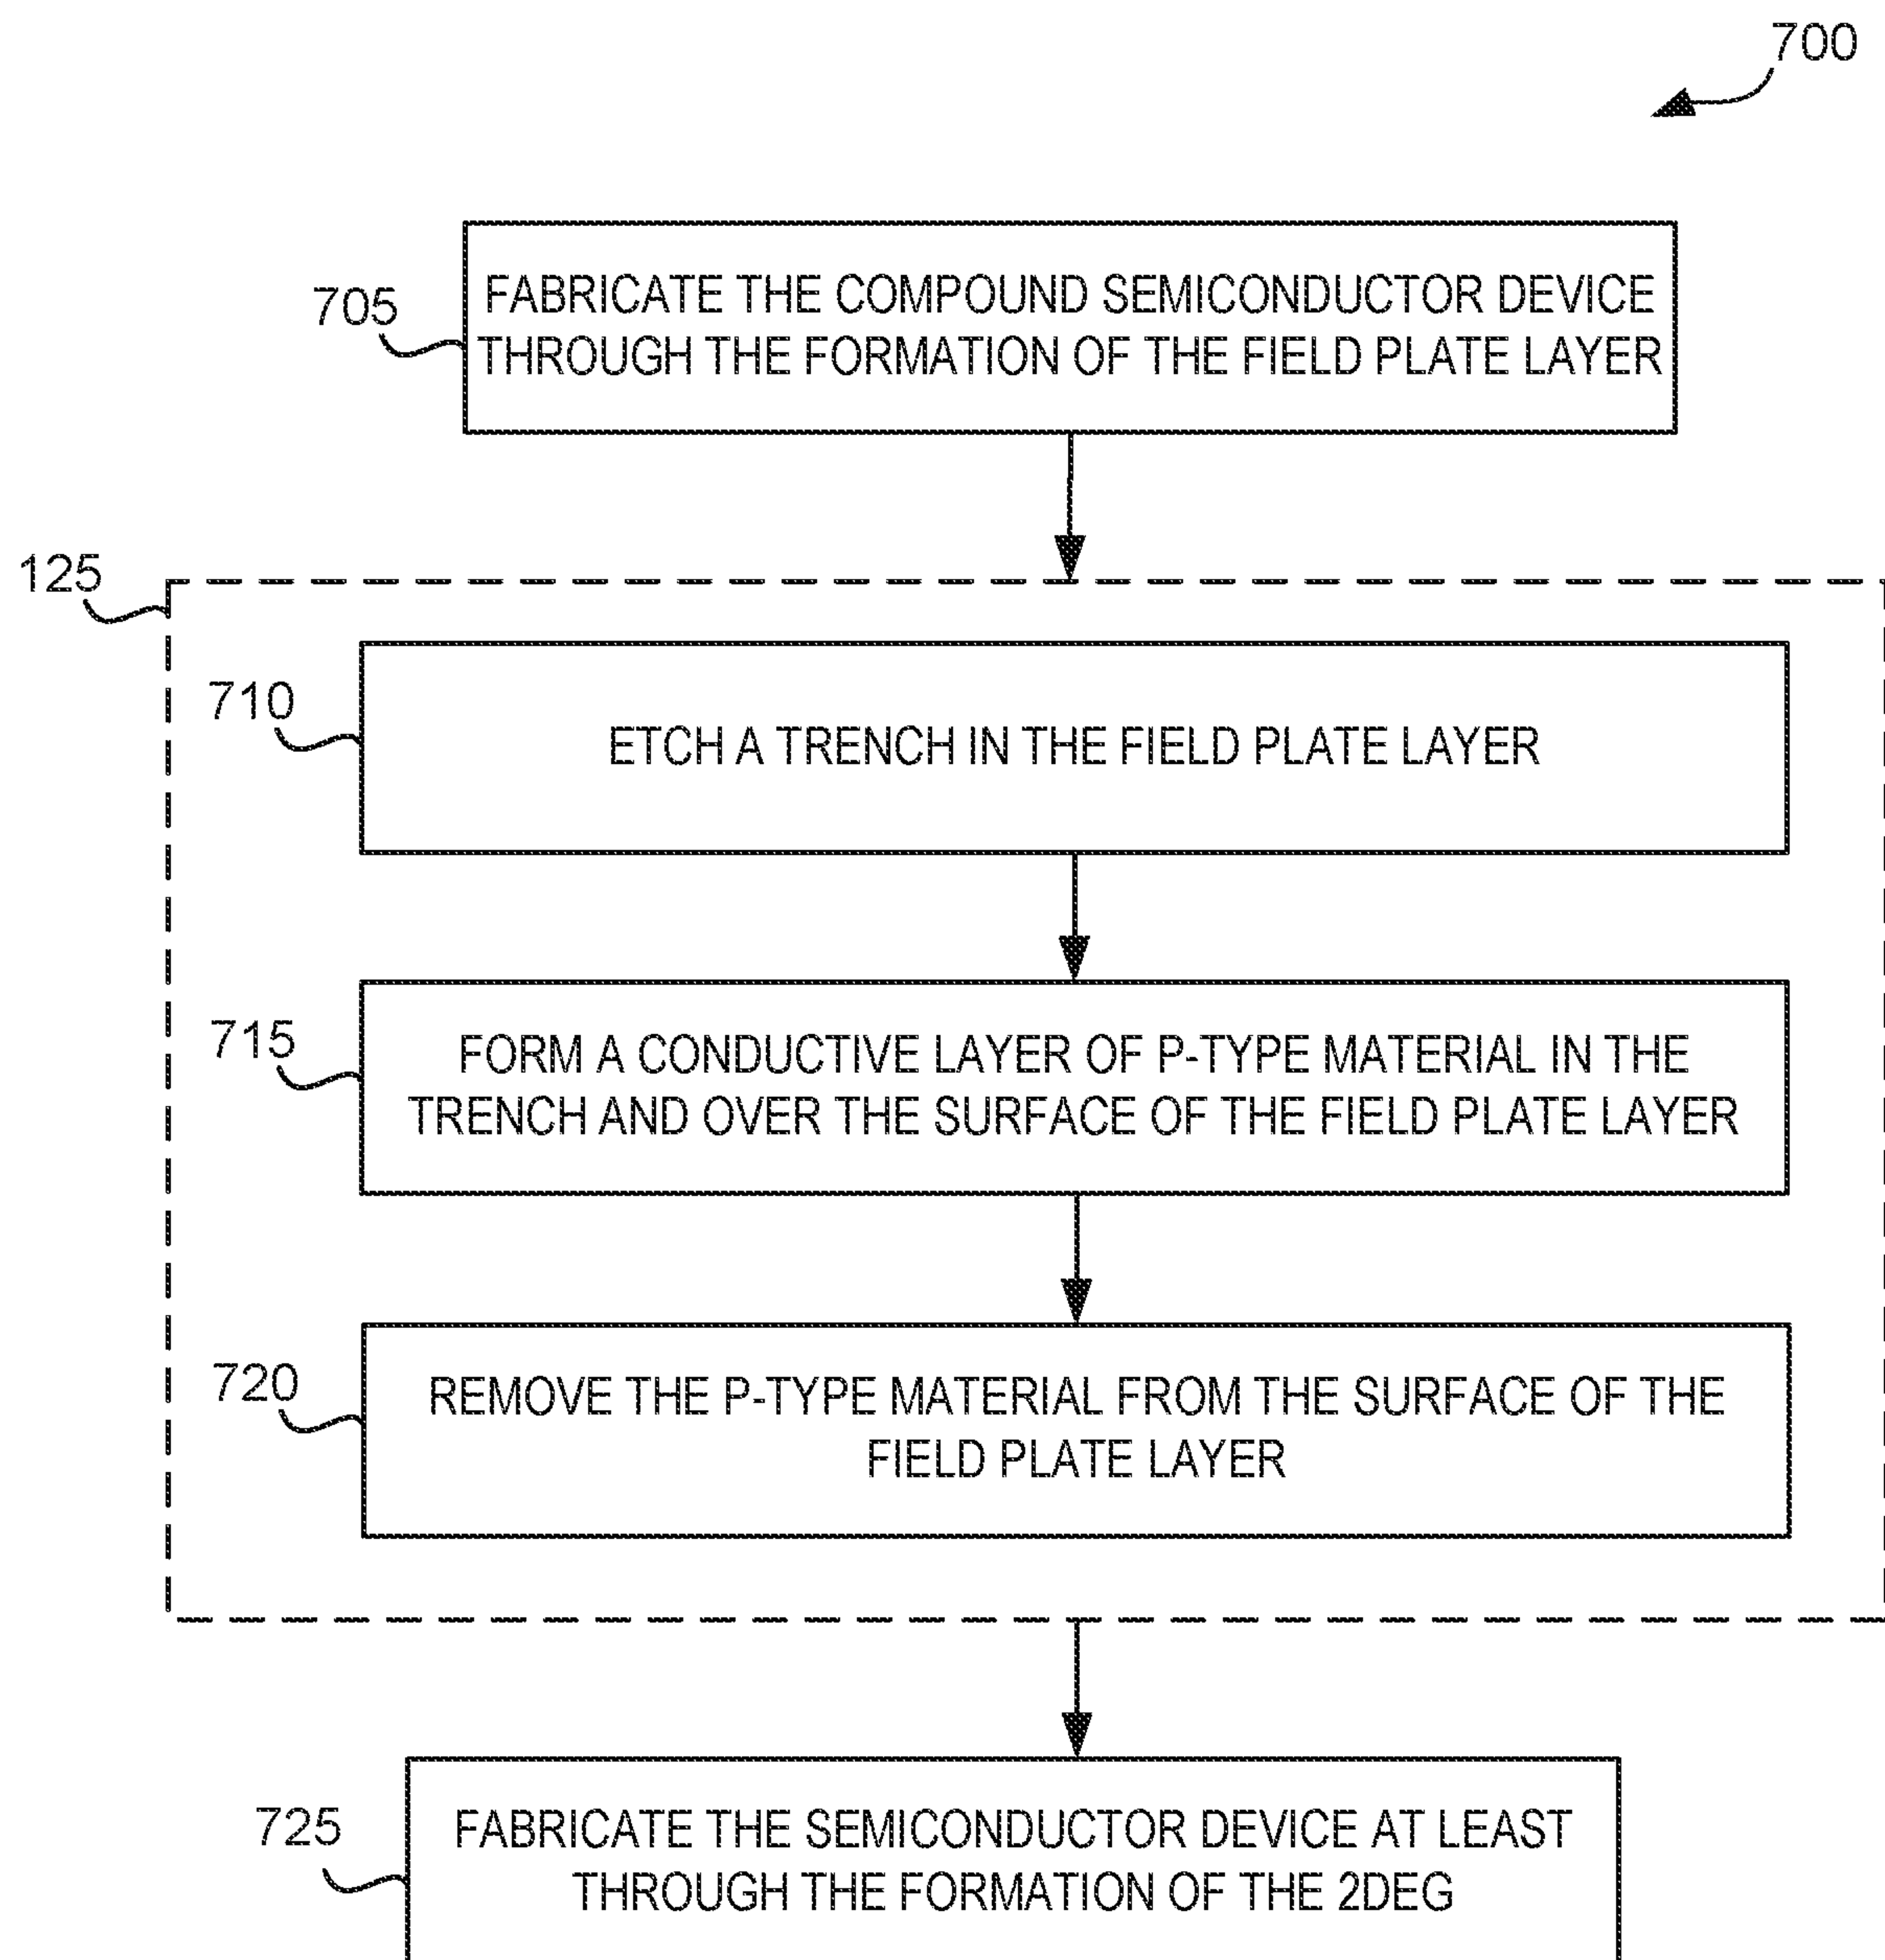 700
705
FABRICATE THE COMPOUND SEMICONDUCTOR DEVICE
THROUGH THE FORMATION OF THE FIELD PLATE LAYER
125
710
ETCH A TRENCH IN THE FIELD PLATE LAYER
715
FORM A CONDUCTIVE LAYER OF P-TYPE MATERIAL IN THE
TRENCH AND OVER THE SURFACE OF THE FIELD PLATE LAYER
720
REMOVE THE P-TYPE MATERIAL FROM THE SURFACE OF THE
FIELD PLATE LAYER
725
FABRICATE THE SEMICONDUCTOR DEVICE AT LEAST
THROUGH THE FORMATION OF THE 2DEG